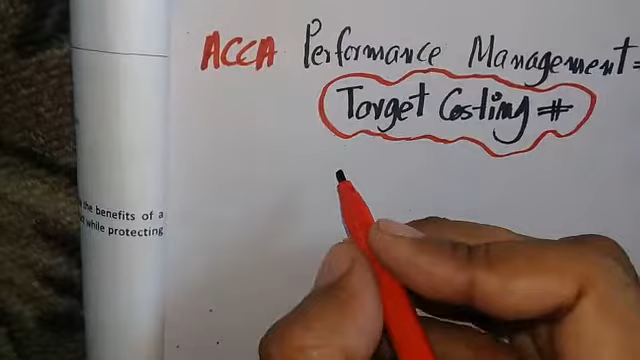 ACCA Performance Management =
Target Costing #
the benefits of a
while protecting